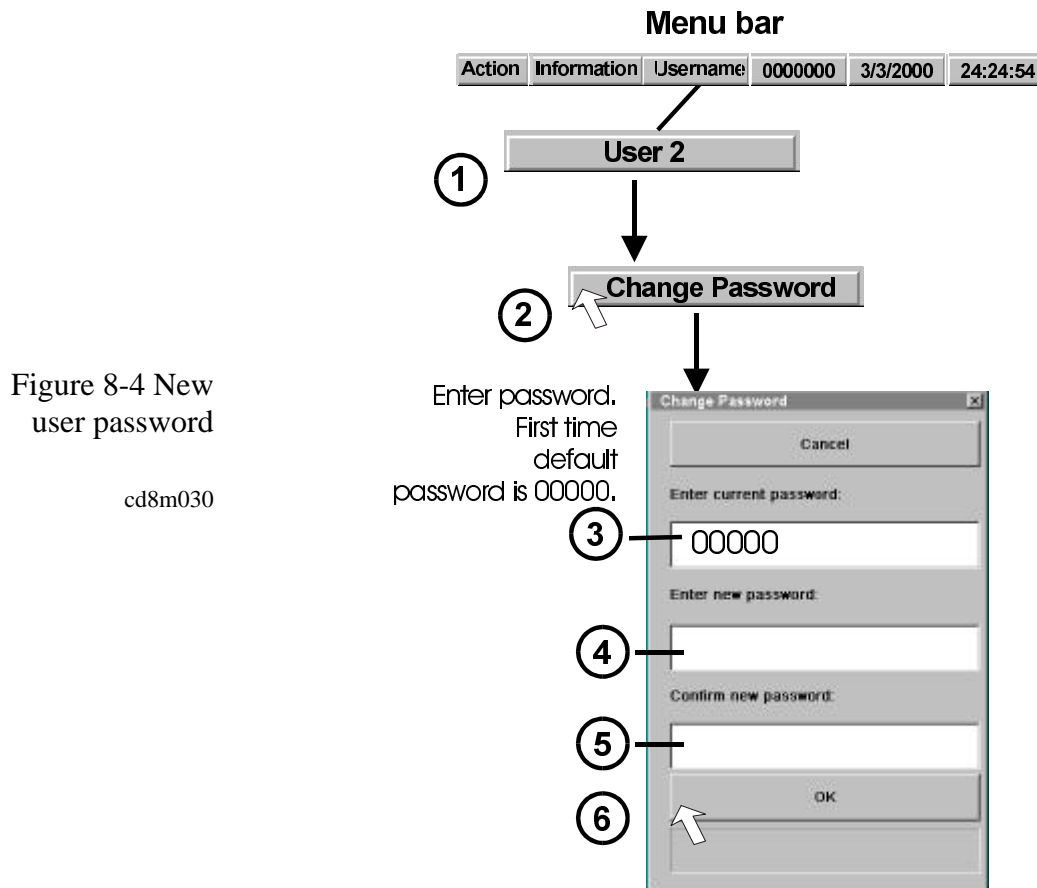 Menu bar
Action Information Username 0000000 3/3/2000 24:24:54
User 2
1
Change Password
2
Figure 8-4 New
user password
cd8m030
Enter password.
First time
default
password is 00000.
Change Password
Cancel
Enter current password:
3
00000
Enter new password:
4
Confirm new password:
5
OK
6